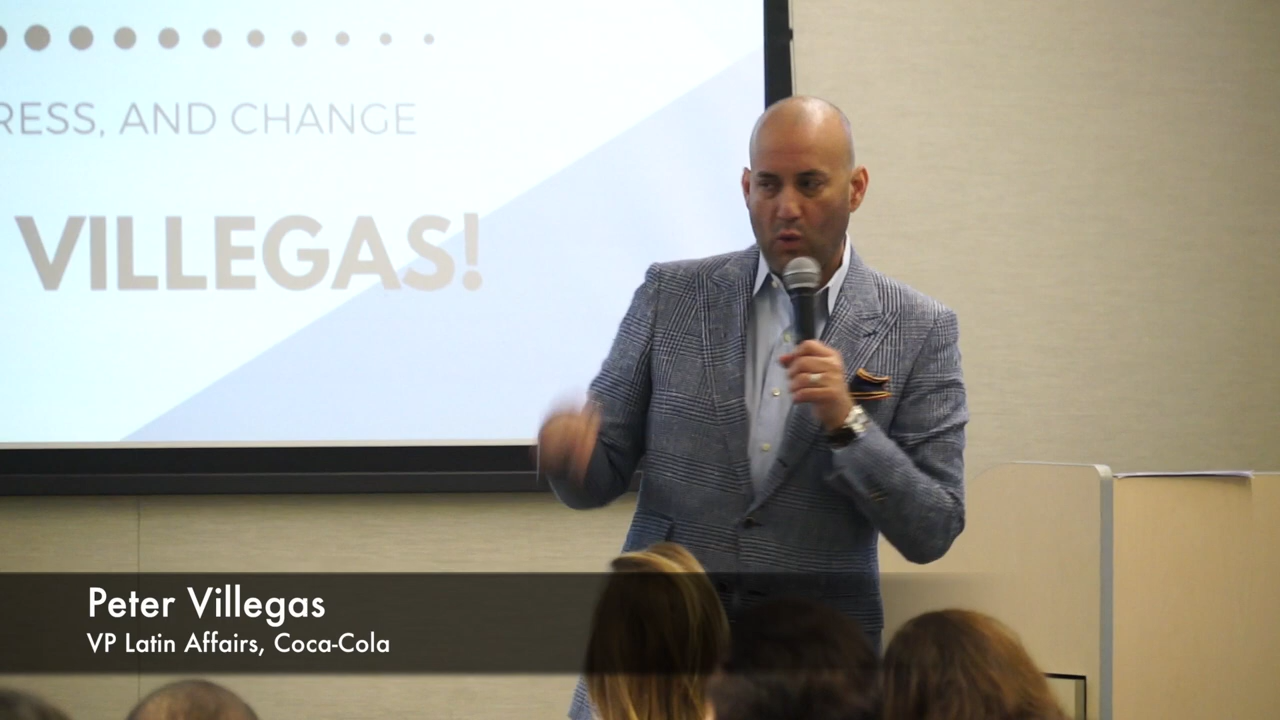 RESS, AND CHANGE
VILLEGAS!
Peter Villegas
VP Latin Affairs, Coca-Cola